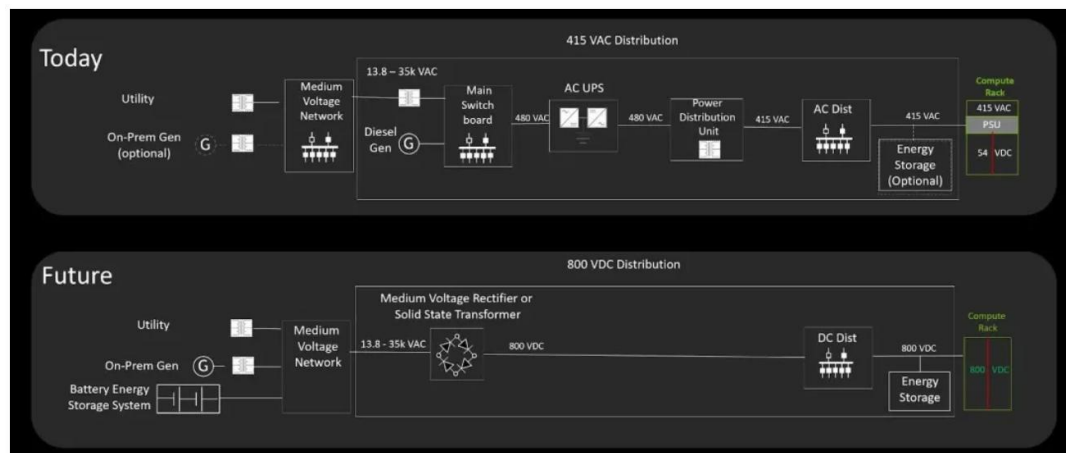 Today
415 VAC Distribution
Utility
On-Prem Gen
(optional)
G
Medium
Voltage
Network
13.8 – 35k VAC
Diesel
Gen
G
Main
Switch
board
480 VAC
AC UPS
480 VAC
Power
Distribution
Unit
415 VAC
AC Dist
415 VAC
Energy
Storage
(Optional)
Compute
Rack
415 VAC
PSU
54 VDC
Future
800 VDC Distribution
Utility
On-Prem Gen
G
Battery Energy
Storage System
Medium
Voltage
Network
13.8 - 35k VAC
Medium Voltage Rectifier or
Solid State Transformer
800 VDC
DC Dist
800 VDC
Energy
Storage
Compute
Rack
800 VDC